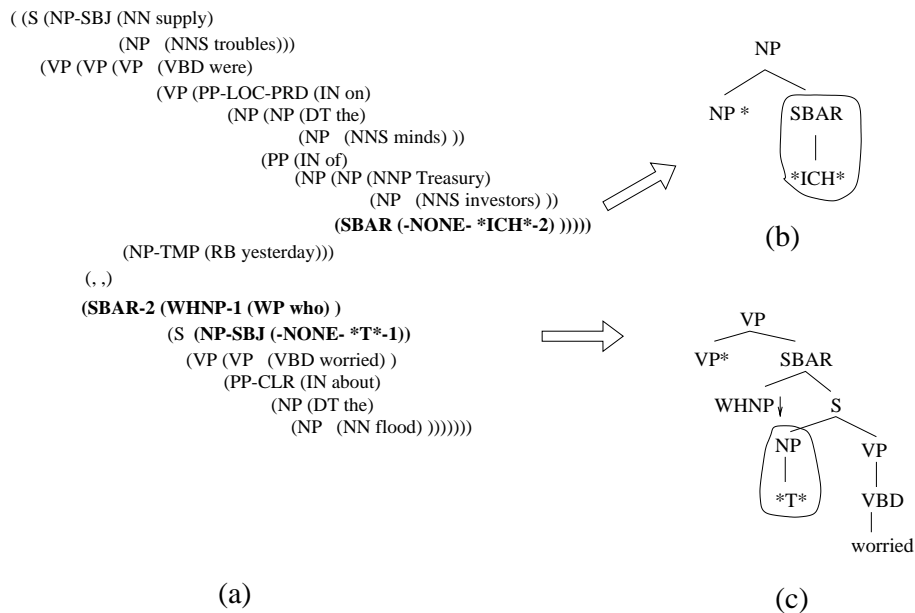 ( (S (NP-SBJ (NN supply)
(NP (NNS troubles)))
(VP (VP (VP (VBD were)
(VP (PP-LOC-PRD (IN on)
(NP (NP (DT the)
(NP (NNS minds) ))
(PP (IN of)
(NP (NP (NNP Treasury)
(NP (NNS investors) ))
(SBAR (-NONE- *ICH*-2) )))))
(NP-TMP (RB yesterday)))
(, ,)
(SBAR-2 (WHNP-1 (WP who) )
(S (NP-SBJ (-NONE- *T*-1))
(VP (VP (VBD worried) )
(PP-CLR (IN about)
(NP (DT the)
(NP (NN flood) )))))))
(a)
NP
NP * SBAR
*ICH*
(b)
VP
VP* SBAR
WHNP↓ S
NP VP
*T* VBD
worried
(c)